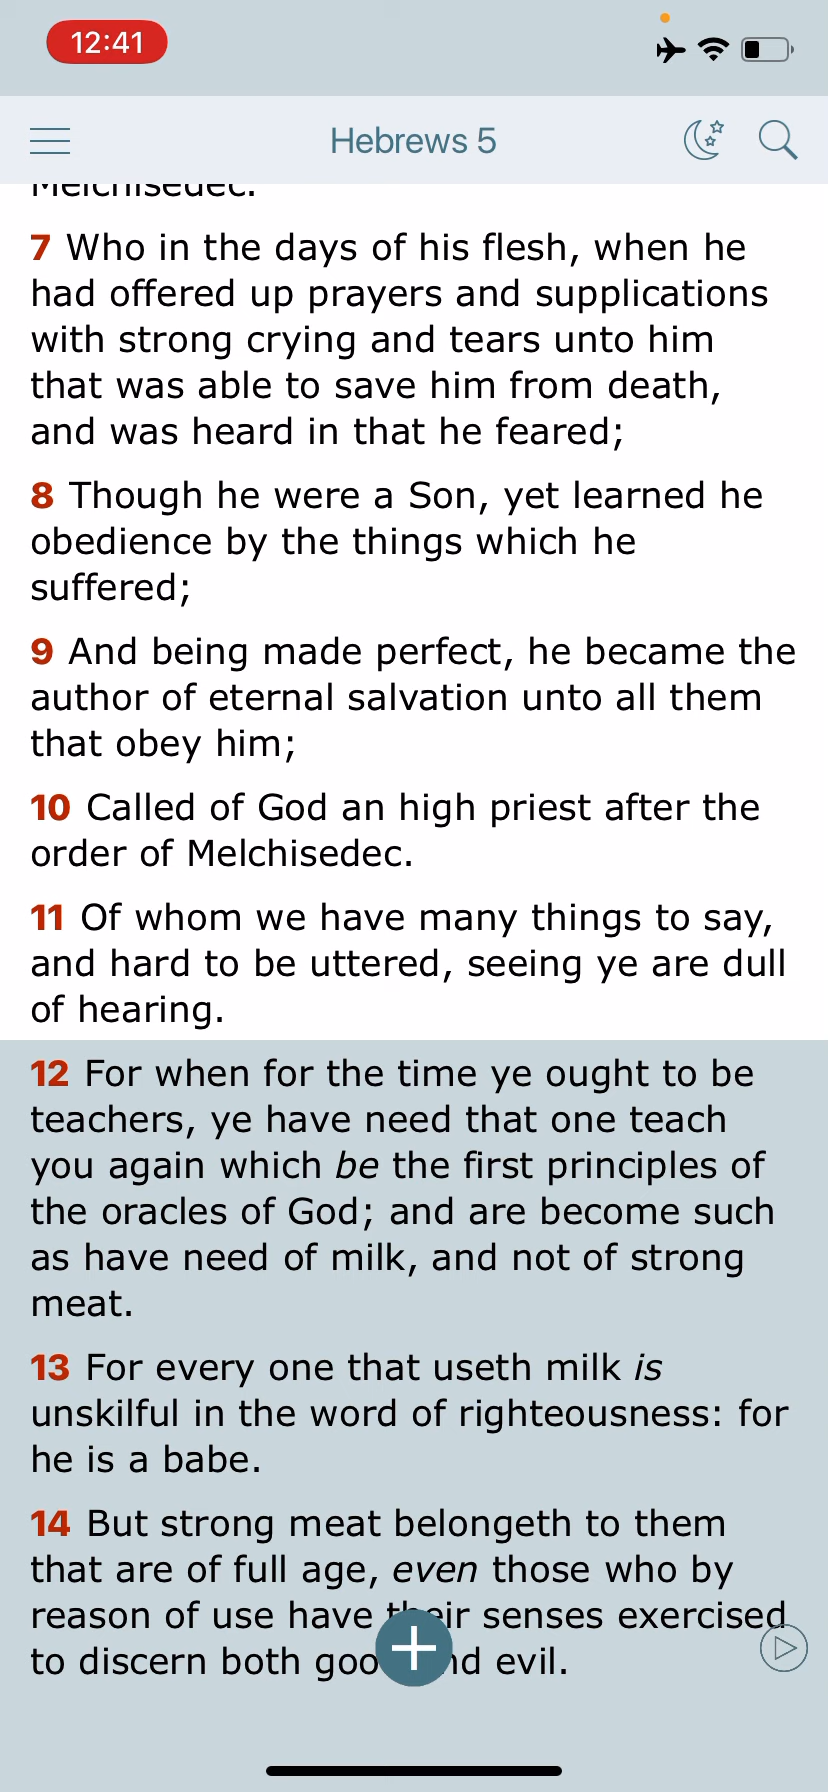 12:41
Hebrews 5
Melchisedec.
7 Who in the days of his flesh, when he
had offered up prayers and supplications
with strong crying and tears unto him
that was able to save him from death,
and was heard in that he feared;
8 Though he were a Son, yet learned he
obedience by the things which he
suffered;
9 And being made perfect, he became the
author of eternal salvation unto all them
that obey him;
10 Called of God an high priest after the
order of Melchisedec.
11 Of whom we have many things to say,
and hard to be uttered, seeing ye are dull
of hearing.
12 For when for the time ye ought to be
teachers, ye have need that one teach
you again which be the first principles of
the oracles of God; and are become such
as have need of milk, and not of strong
meat.
13 For every one that useth milk is
unskilful in the word of righteousness: for
he is a babe.
14 But strong meat belongeth to them
that are of full age, even those who by
reason of use have their senses exercised
to discern both good and evil.